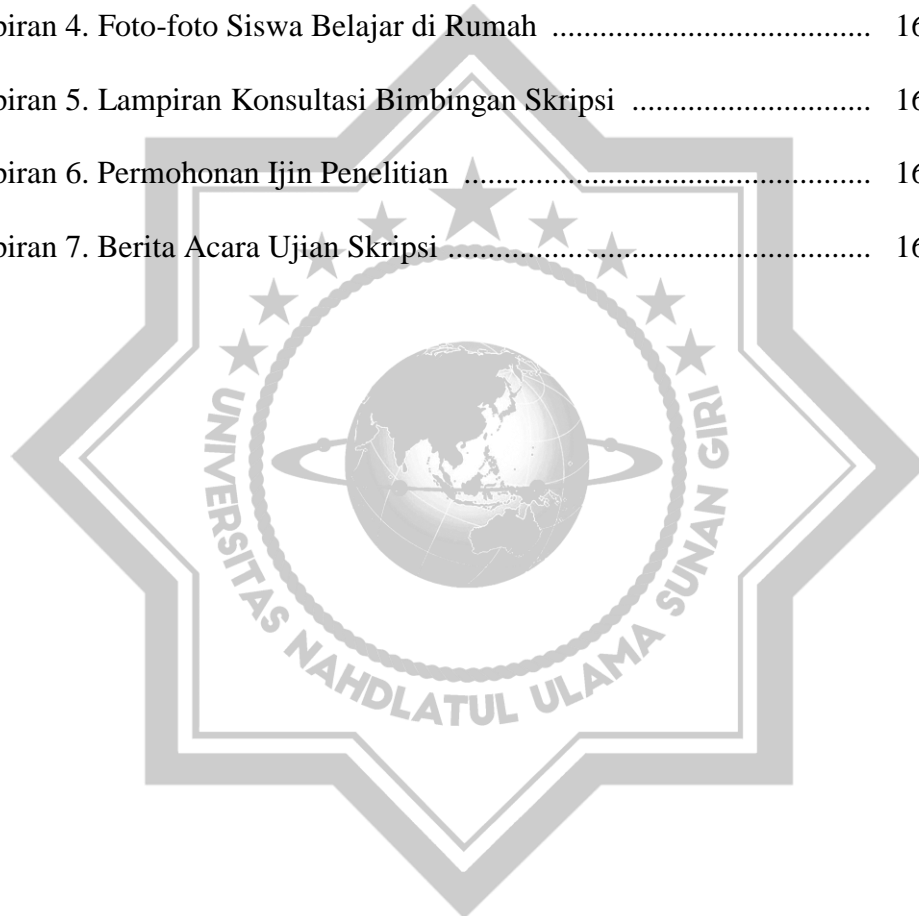 piran 4. Foto-foto Siswa Belajar di Rumah ....................................... 16
piran 5. Lampiran Konsultasi Bimbingan Skripsi ............................. 16
piran 6. Permohonan Ijin Penelitian .................................................. 16
piran 7. Berita Acara Ujian Skripsi .................................................... 16
UNIVERSITAS NAHDLATUL ULAMA SUNAN GIRI